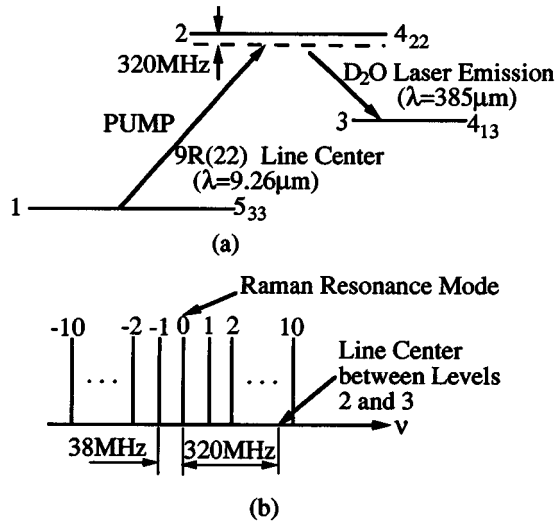 2
4₂₂
320MHz
D₂O Laser Emission
(λ=385μm)
PUMP
3
4₁₃
9R(22) Line Center
(λ=9.26μm)
1
5₃₃
(a)
Raman Resonance Mode
-10 -2 -1 0 1 2 10
Line Center
between Levels
2 and 3
... ...
ν
38MHz 320MHz
(b)